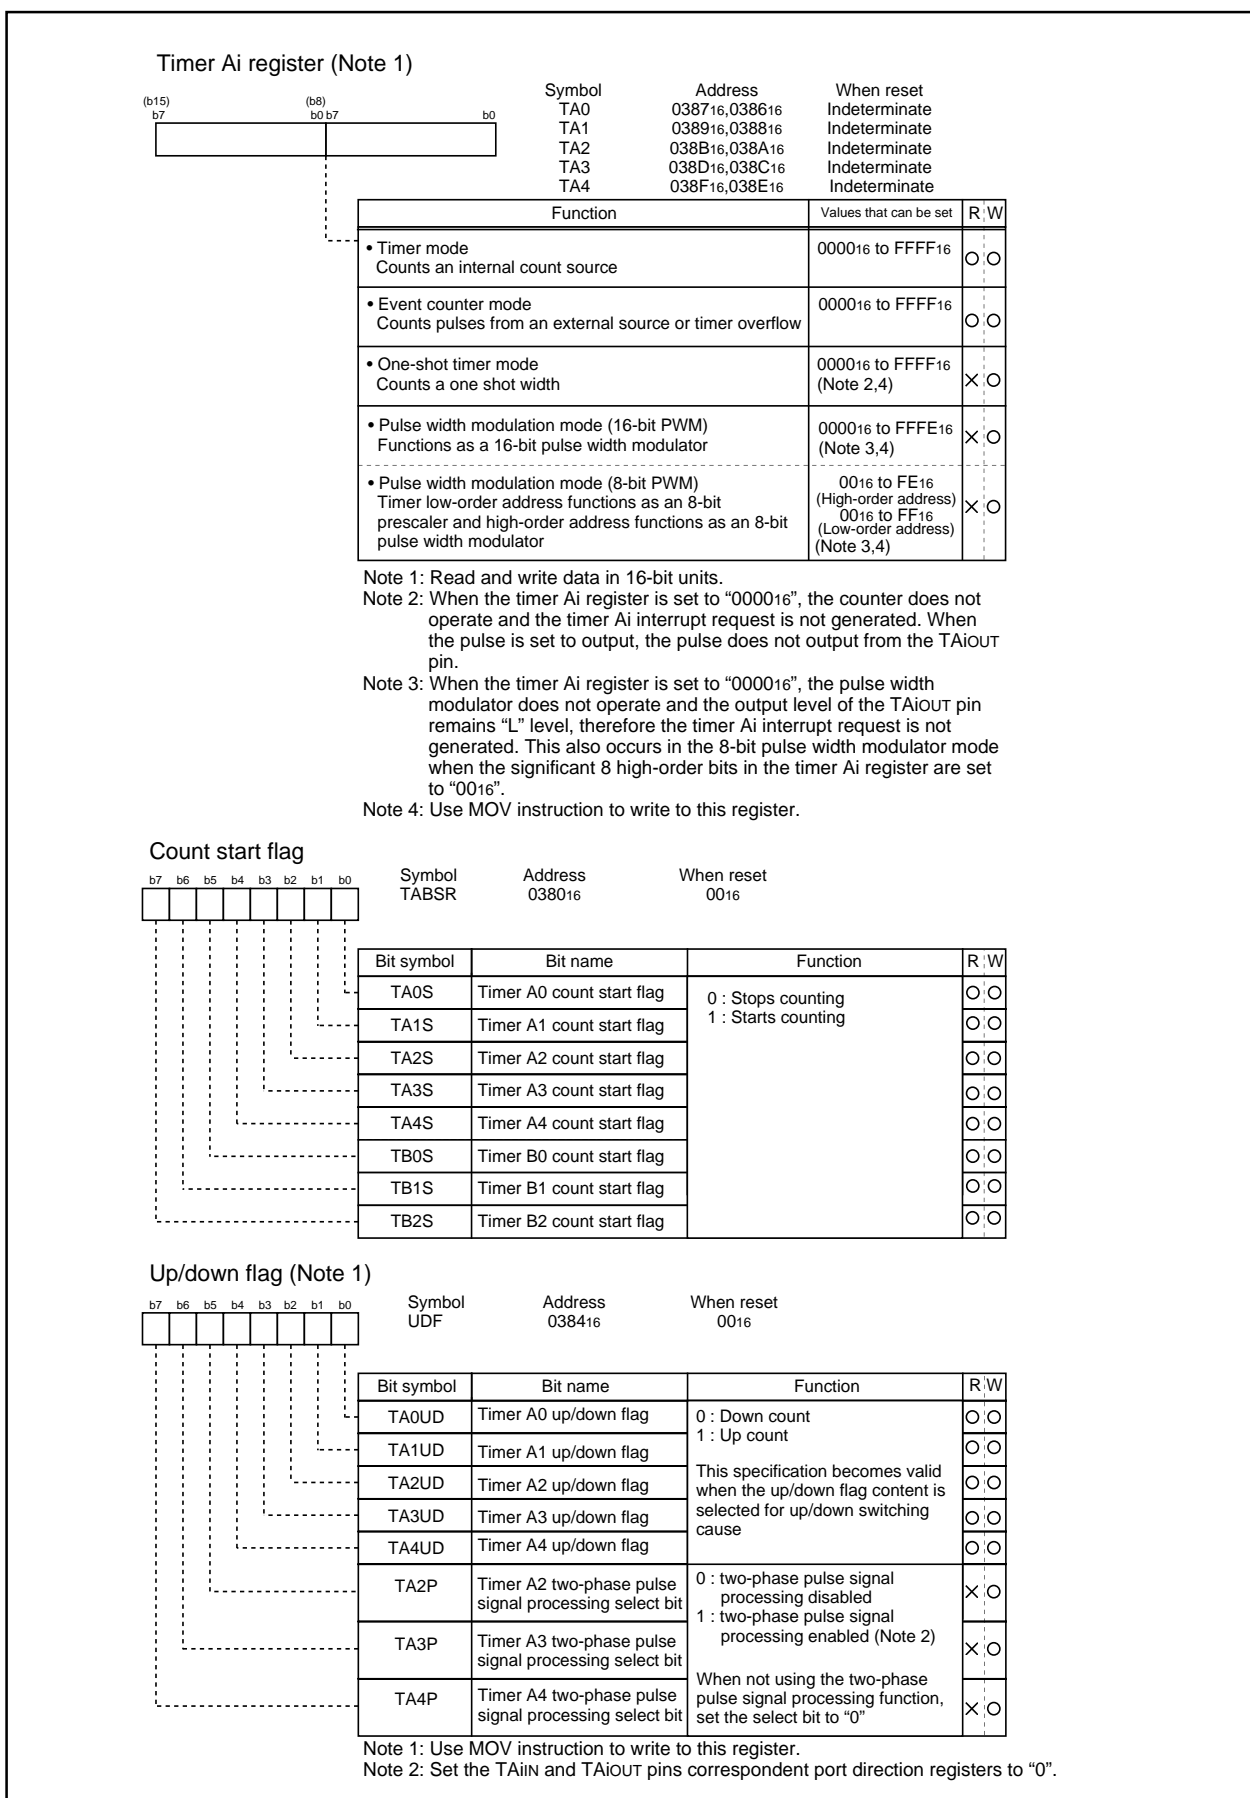 Timer Ai register (Note 1)
Symbol Address When reset
(b15) (b8)
b7 b0 b7 b0
TA0 038716,038616 Indeterminate
TA1 038916,038816 Indeterminate
TA2 038B16,038A16 Indeterminate
TA3 038D16,038C16 Indeterminate
TA4 038F16,038E16 Indeterminate
Function Values that can be set R W
• Timer mode
Counts an internal count source
000016 to FFFF16
• Event counter mode
Counts pulses from an external source or timer overflow
000016 to FFFF16
• One-shot timer mode
Counts a one shot width
000016 to FFFF16
(Note 2,4)
• Pulse width modulation mode (16-bit PWM)
Functions as a 16-bit pulse width modulator
000016 to FFFE16
(Note 3,4)
• Pulse width modulation mode (8-bit PWM)
Timer low-order address functions as an 8-bit
prescaler and high-order address functions as an 8-bit
pulse width modulator
0016 to FE16
(High-order address)
0016 to FF16
(Low-order address)
(Note 3,4)
Note 1: Read and write data in 16-bit units.
Note 2: When the timer Ai register is set to “000016”, the counter does not
operate and the timer Ai interrupt request is not generated. When
the pulse is set to output, the pulse does not output from the TAiOUT
pin.
Note 3: When the timer Ai register is set to “000016”, the pulse width
modulator does not operate and the output level of the TAiOUT pin
remains “L” level, therefore the timer Ai interrupt request is not
generated. This also occurs in the 8-bit pulse width modulator mode
when the significant 8 high-order bits in the timer Ai register are set
to “0016”.
Note 4: Use MOV instruction to write to this register.
Count start flag
b7 b6 b5 b4 b3 b2 b1 b0
Symbol Address When reset
TABSR 038016 0016
Bit symbol Bit name Function R W
TA0S Timer A0 count start flag
0 : Stops counting
1 : Starts counting
TA1S Timer A1 count start flag
TA2S Timer A2 count start flag
TA3S Timer A3 count start flag
TA4S Timer A4 count start flag
TB0S Timer B0 count start flag
TB1S Timer B1 count start flag
TB2S Timer B2 count start flag
Up/down flag (Note 1)
b7 b6 b5 b4 b3 b2 b1 b0
Symbol Address When reset
UDF 038416 0016
Bit symbol Bit name Function R W
TA0UD Timer A0 up/down flag
TA1UD Timer A1 up/down flag
TA2UD Timer A2 up/down flag
TA3UD Timer A3 up/down flag
TA4UD Timer A4 up/down flag
0 : Down count
1 : Up count
This specification becomes valid
when the up/down flag content is
selected for up/down switching
cause
TA2P Timer A2 two-phase pulse
signal processing select bit
TA3P Timer A3 two-phase pulse
signal processing select bit
TA4P Timer A4 two-phase pulse
signal processing select bit
0 : two-phase pulse signal
processing disabled
1 : two-phase pulse signal
processing enabled (Note 2)
When not using the two-phase
pulse signal processing function,
set the select bit to “0”
Note 1: Use MOV instruction to write to this register.
Note 2: Set the TAiIN and TAiOUT pins correspondent port direction registers to “0”.